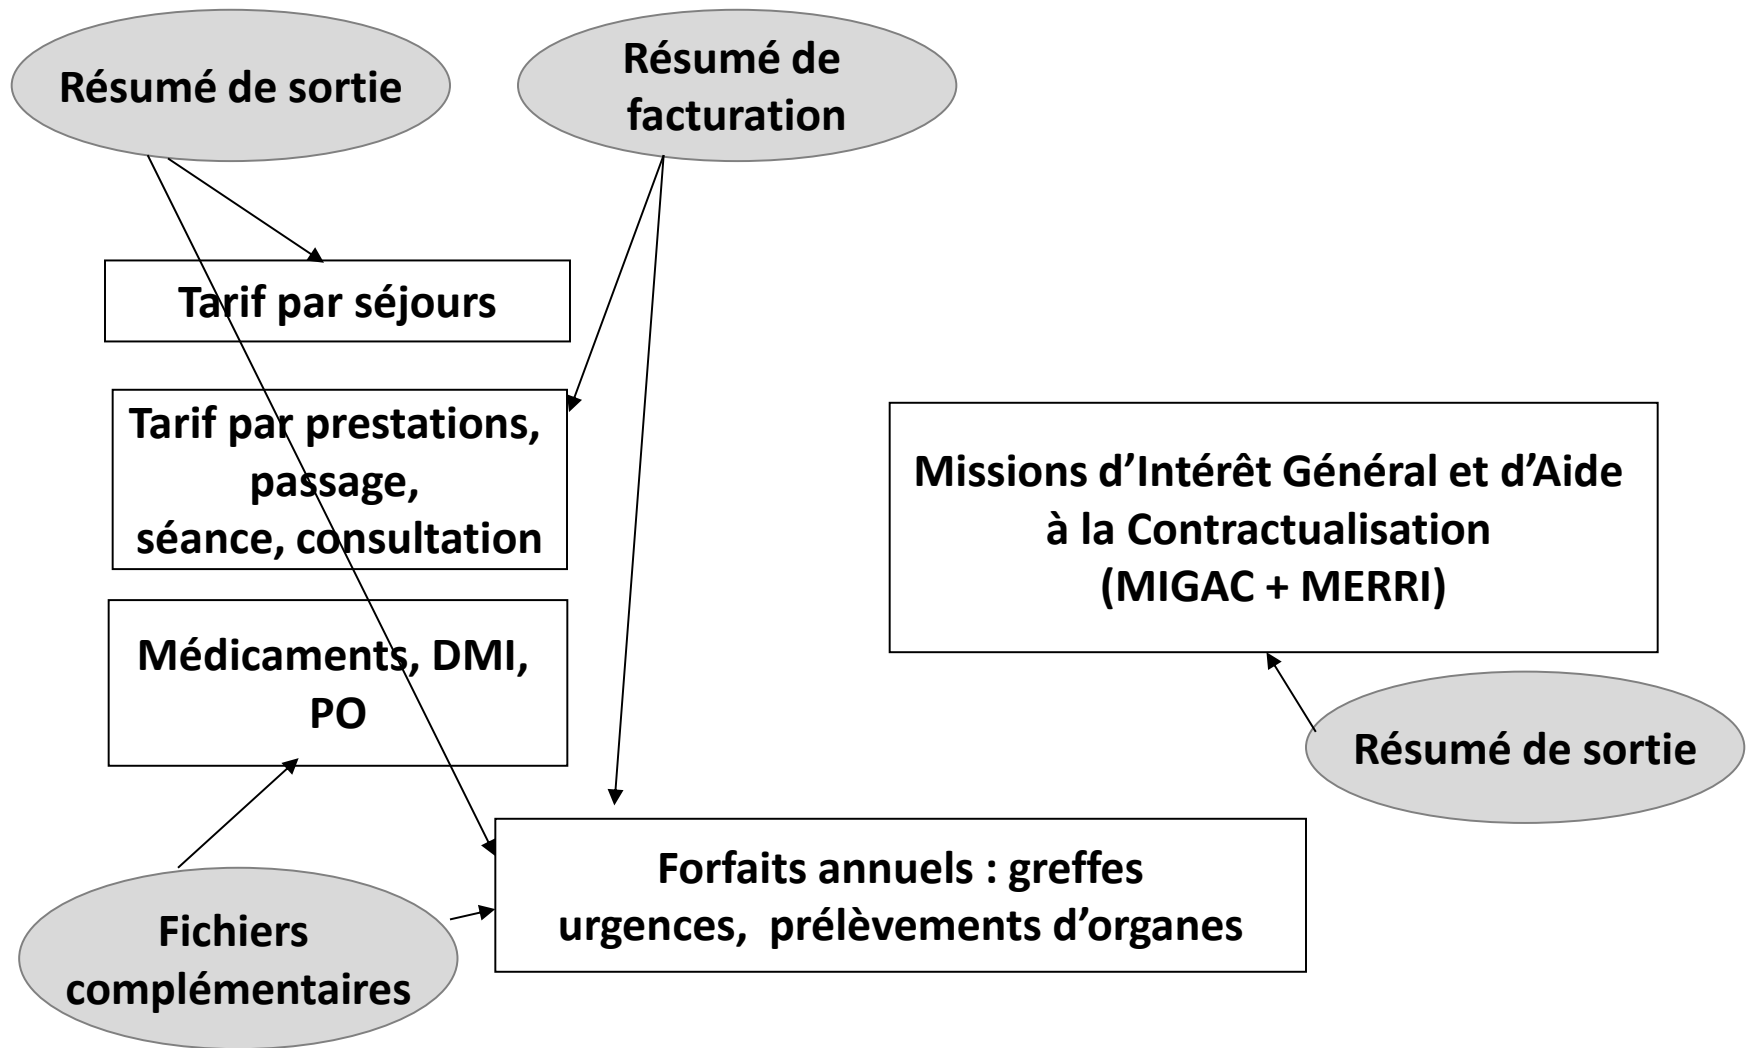 Résumé de sortie
Résumé de
facturation
Tarif par séjours
Tarif par prestations,
passage,
séance, consultation
Médicaments, DMI,
PO
Missions d’Intérêt Général et d’Aide
à la Contractualisation
(MIGAC + MERRI)
Résumé de sortie
Forfaits annuels : greffes
urgences, prélèvements d’organes
Fichiers
complémentaires